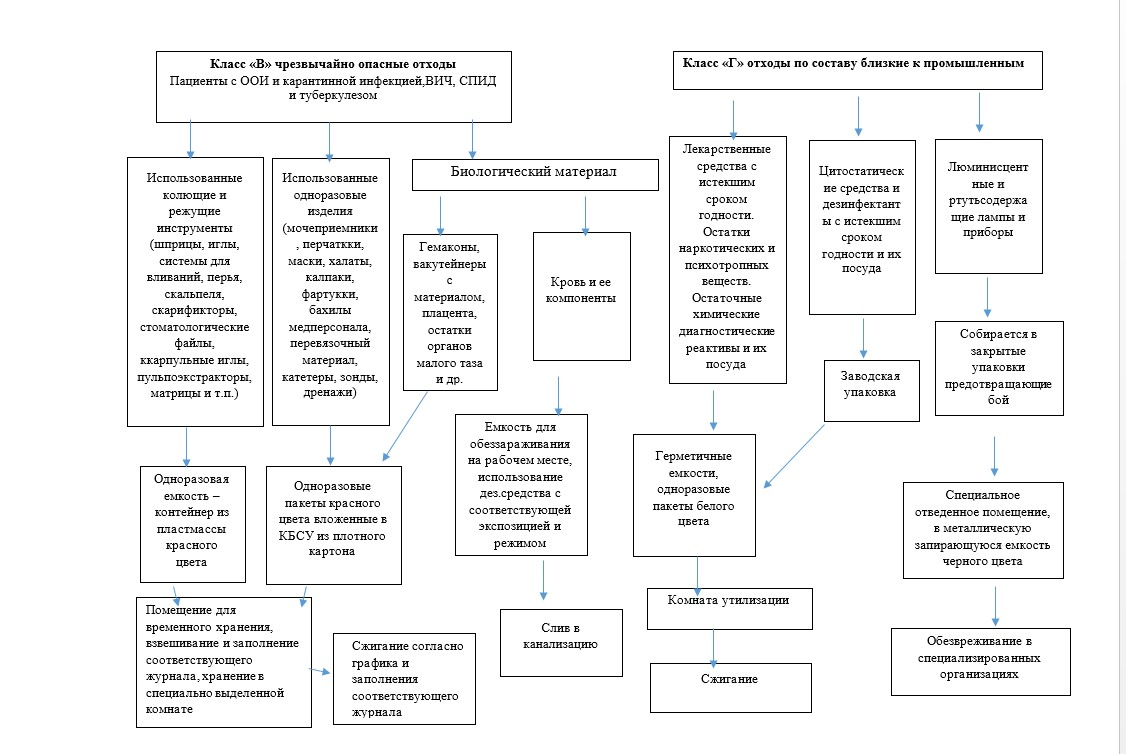 Класс «В» чрезвычайно опасные отходы
Пациенты с ООИ и карантинной инфекцией,ВИЧ, СПИД
и туберкулезом
Класс «Г» отходы по составу близкие к промышленным
Использованные
колющие и
режущие
инструменты
(шприцы, иглы,
системы для
вливаний, перья,
скальпеля,
скарификторы,
стоматологические
файлы,
ккарпульные иглы,
пульпоэкстракторы,
матрицы и т.п.)
Использованные
одноразовые
изделия
(мочеприемники
, перчаткки,
маски, халаты,
калпаки,
фартукки,
бахилы
медперсонала,
перевязочный
материал,
катетеры, зонды,
дренажи)
Биологический материал
Гемаконы,
вакутейнеры
с
материалом,
плацента,
остатки
органов
малого таза
и др.
Кровь и ее
компоненты
Лекарственные
средства с
истекшим
сроком
годности.
Остатки
наркотических и
психотропных
веществ.
Остаточные
химические
диагностические
реактивы и их
посуда
Цитостатическ
ие средства и
дезинфектант
ы с истекшим
сроком
годности и их
посуда
Люминисцент
ные и
ртутьсодержа
щие лампы и
приборы
Собирается в
закрытые
упаковки
предотвращающие
бой
Заводская
упаковка
Одноразовая
емкость –
контейнер из
пластмассы
красного
цвета
Одноразовые
пакеты красного
цвета вложенные в
КБСУ из плотного
картона
Емкость для
обеззараживания
на рабочем месте,
использование
дез.средства с
соответствующей
экспозицией и
режимом
Герметичные
емкости,
одноразовые
пакеты белого
цвета
Специальное
отведенное помещение,
в металлическую
запирающуюся емкость
черного цвета
Помещение для
временного хранения,
взвешивание и заполнение
соответствующего
журнала, хранение в
специально выделенной
комнате
Сжигание согласно
графика и
заполнения
соответствующего
журнала
Слив в
канализацию
Комната утилизации
Сжигание
Обезвреживание в
специализированных
организациях